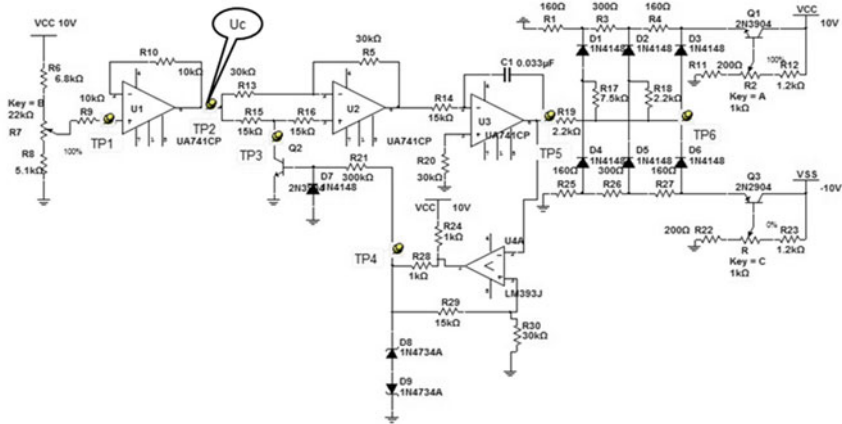 VCC 10V
R10
10kΩ
R6
6.8kΩ
Key = B
22kΩ
R7
100%
R8
5.1kΩ
10kΩ
R9
TP1
U1
UA741CP
Uc
TP2
30kΩ
R13
R15
15kΩ
R16
15kΩ
TP3
Q2
D7
1N4148
R21
300kΩ
30kΩ
R5
U2
UA741CP
R14
15kΩ
C1 0.033µF
U3
UA741CP
R20
30kΩ
TP5
VCC 10V
R24
1kΩ
TP4
R28
1kΩ
U4A
LM393J
R29
15kΩ
R30
30kΩ
D8
1N4734A
D9
1N4734A
160Ω
R1
300Ω
R3
160Ω
R4
D1
1N4148
D2
1N4148
D3
1N4148
R17
7.5kΩ
R18
2.2kΩ
R19
2.2kΩ
TP6
D4
1N4148
D5
1N4148
D6
1N4148
160Ω
R25
300Ω
R26
160Ω
R27
Q1
2N3904
VCC
10V
R11
200Ω
100%
R2
R12
1.2kΩ
Key = A
1kΩ
Q3
2N2904
VSS
-10V
200Ω
R22
0%
R
R23
1.2kΩ
Key = C
1kΩ